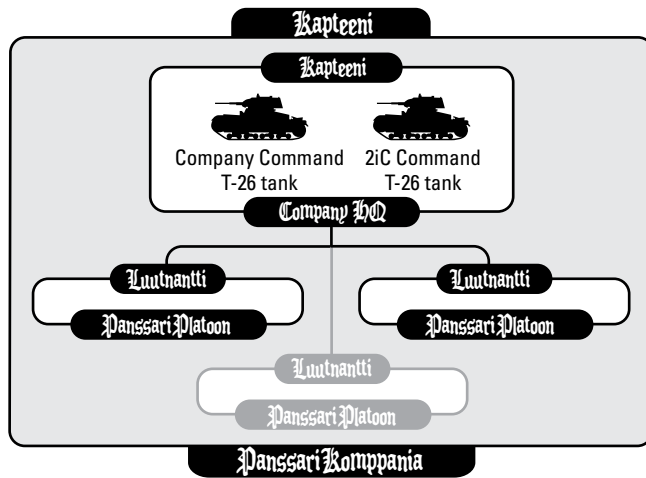 Kapteeni
Kapteeni
Company Command
T-26 tank
2iC Command
T-26 tank
Company HQ
Luutnantti
Panssari Platoon
Luutnantti
Panssari Platoon
Luutnantti
Panssari Platoon
Panssari Komppania